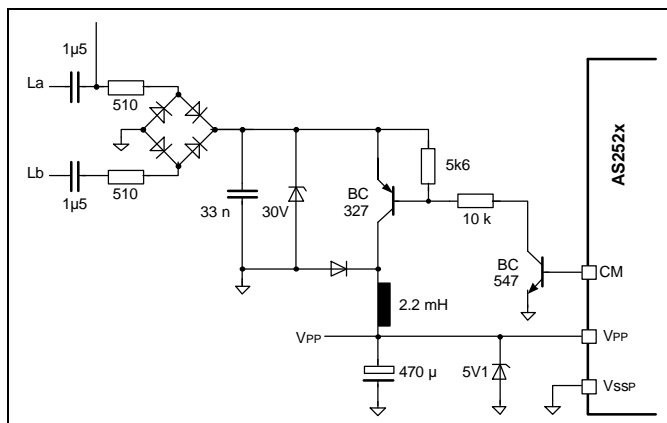 1µ5
La
510
Lb
510
1µ5
33 n
30V
BC
327
5k6
10 k
BC
547
AS252x
CM
2.2 mH
VPP
VPP
470 µ
5V1
VSSP